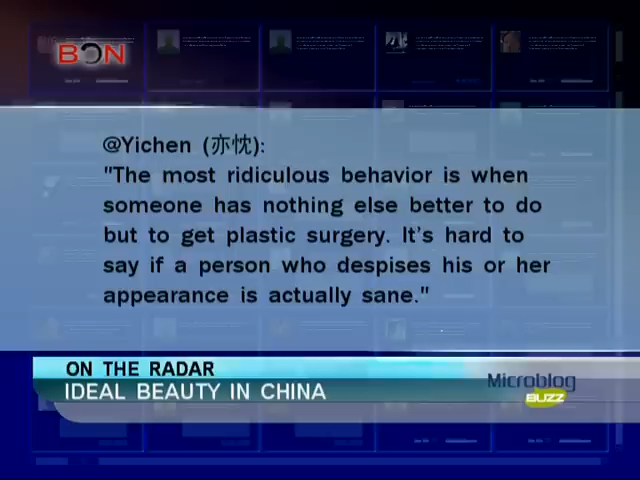 BON
@Yichen (亦忱):
"The most ridiculous behavior is when
someone has nothing else better to do
but to get plastic surgery. It's hard to
say if a person who despises his or her
appearance is actually sane."
ON THE RADAR
IDEAL BEAUTY IN CHINA
Microblog
BUZZ